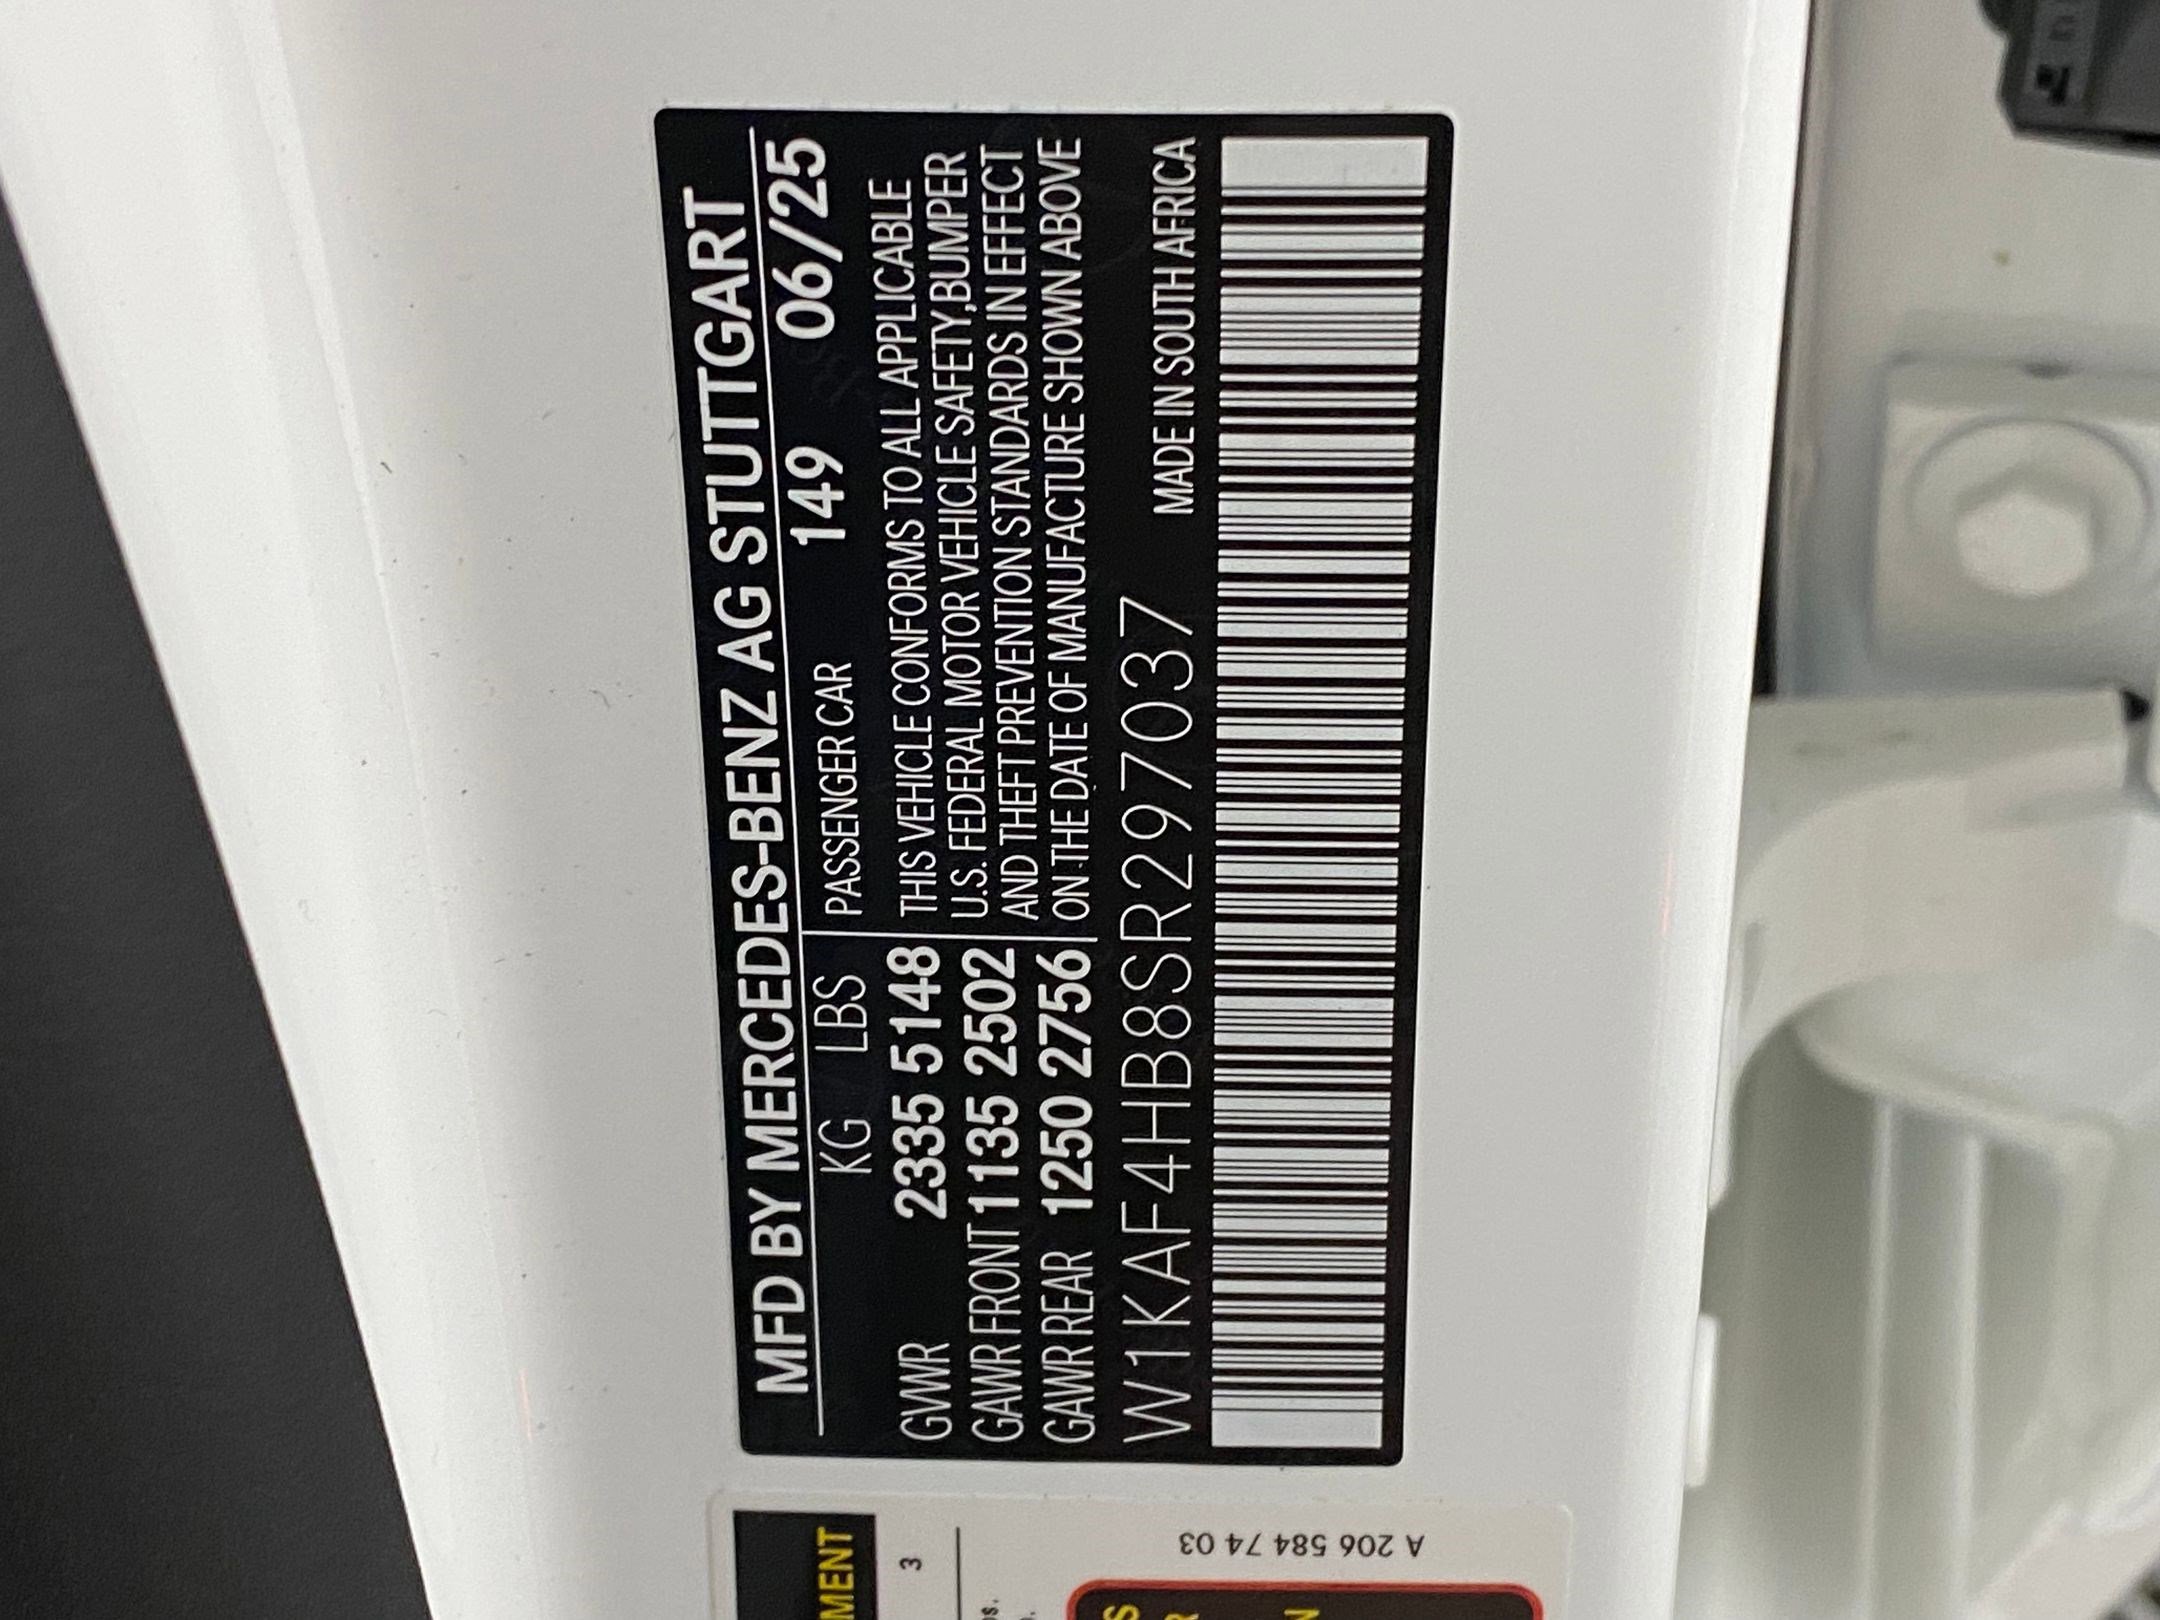 MFD BY MERCEDES-BENZ AG STUTTGART
KG LBS PASSENGER CAR 149 06/25
GVWR 2335 5148 THIS VEHICLE CONFORMS TO ALL APPLICABLE
U.S. FEDERAL MOTOR VEHICLE SAFETY,BUMPER
GAWR FRONT 1135 2502 AND THEFT PREVENTION STANDARDS IN EFFECT
GAWR REAR 1250 2756 ON THE DATE OF MANUFACTURE SHOWN ABOVE
W1KAF4HB8SR297037 MADE IN SOUTH AFRICA
MENT
3
A 206 584 74 03